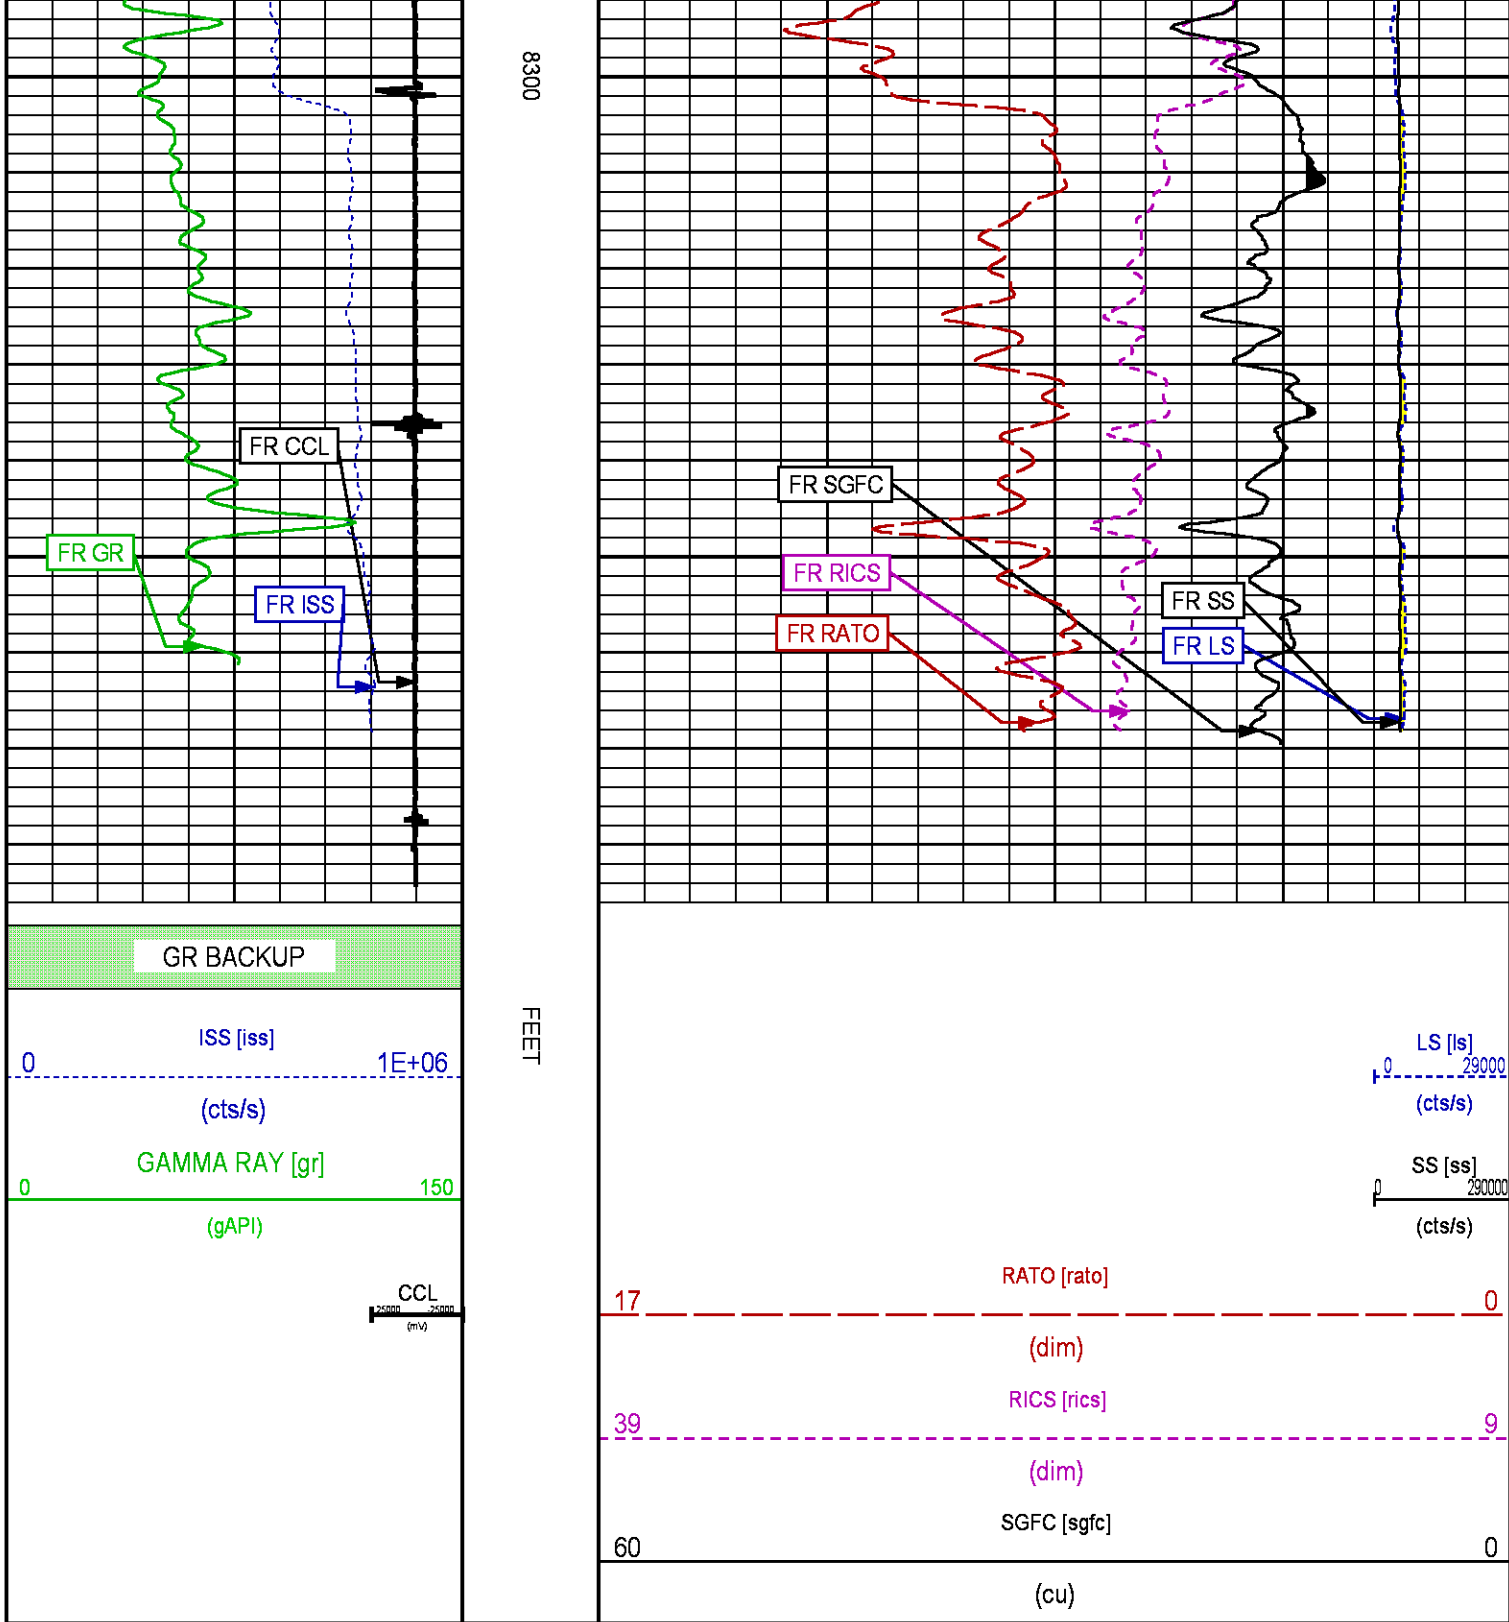 8300
FR CCL
FR SGFC
FR GR
FR RICS
FR ISS
FR SS
FR RATO
FR LS
GR BACKUP
FEET
ISS [iss]
0 1E+06
(cts/s)
LS [ls]
0 29000
(cts/s)
GAMMA RAY [gr]
0 150
(gAPI)
SS [ss]
0 290000
(cts/s)
CCL
25000 -25000
(mV)
RATO [rato]
17 0
(dim)
RICS [rics]
39 9
(dim)
SGFC [sgfc]
60 0
(cu)